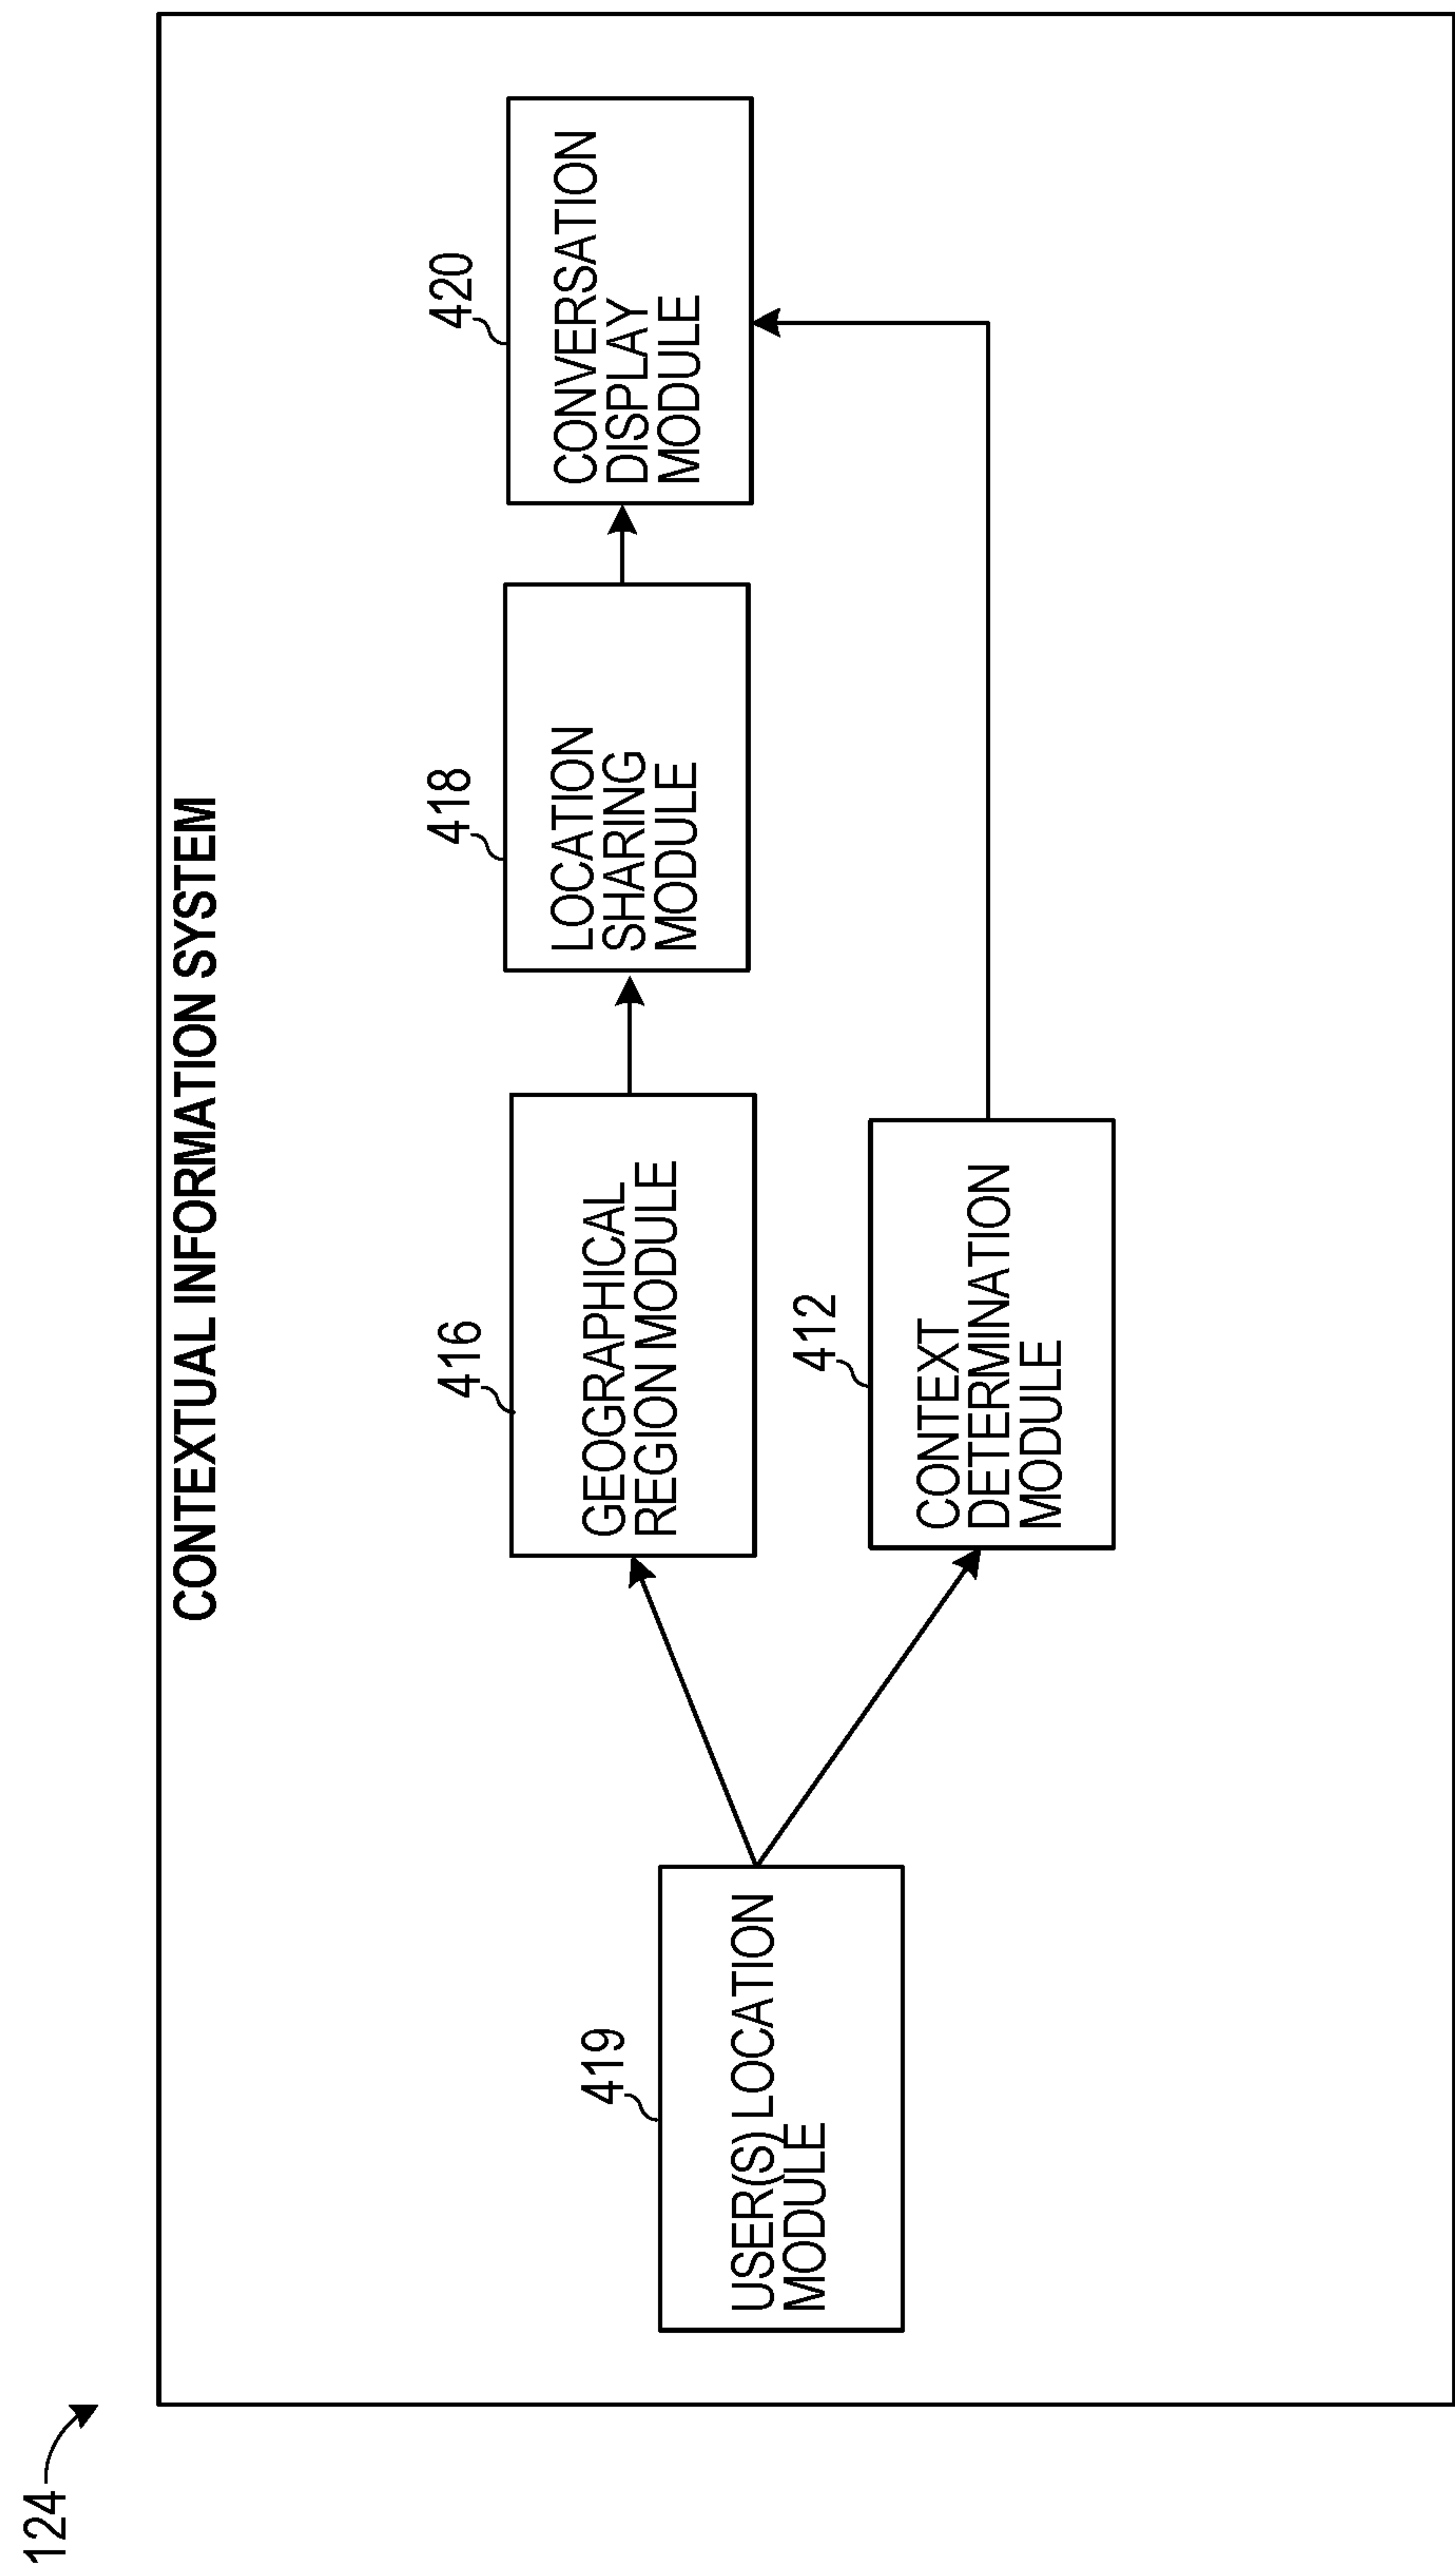 124
CONTEXTUAL INFORMATION SYSTEM
419
USER(S) LOCATION
MODULE
416
GEOGRAPHICAL
REGION MODULE
418
LOCATION
SHARING
MODULE
420
CONVERSATION
DISPLAY
MODULE
412
CONTEXT
DETERMINATION
MODULE